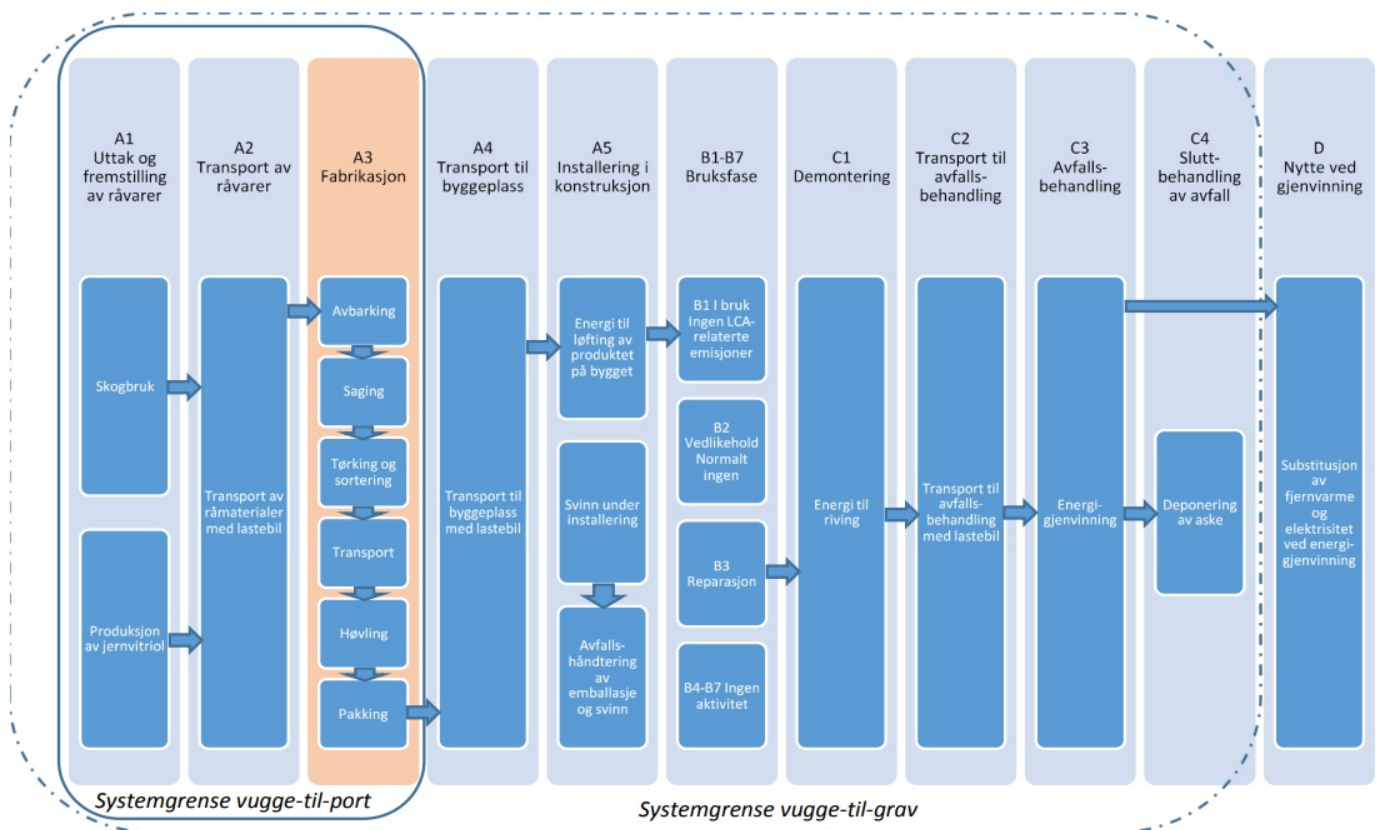 A1
Uttak og
fremstilling
av råvarer
A2
Transport av
råvarer
A3
Fabrikasjon
A4
Transport til
byggeplass
A5
Installering i
konstruksjon
B1-B7
Bruksfase
C1
Demontering
C2
Transport til
avfalls-
behandling
C3
Avfalls-
behandling
C4
Slutt-
behandling
av avfall
D
Nytte ved
gjenvinning
Skogbruk
Produksjon
av jernvitriol
Transport av
råmaterialer
med lastebil
Avbarking
Saging
Tørking og
sortering
Transport
Høvling
Pakking
Transport til
byggeplass
med lastebil
Energi til
løfting av
produktet
på bygget
Svinn under
installering
Avfalls-
håndtering
av
emballasje
og svinn
B1 I bruk
Ingen LCA-
relaterte
emisjoner
B2
Vedlikehold
Normalt
ingen
B3
Reparasjon
B4-B7 Ingen
aktivitet
Energi til
riving
Transport til
avfalls-
behandling
med lastebil
Energi-
gjenvinning
Deponering
av aske
Substitusjon
av
fjernvarme
og
elektrisitet
ved energi-
gjenvinning
Systemgrense vugge-til-port
Systemgrense vugge-til-grav